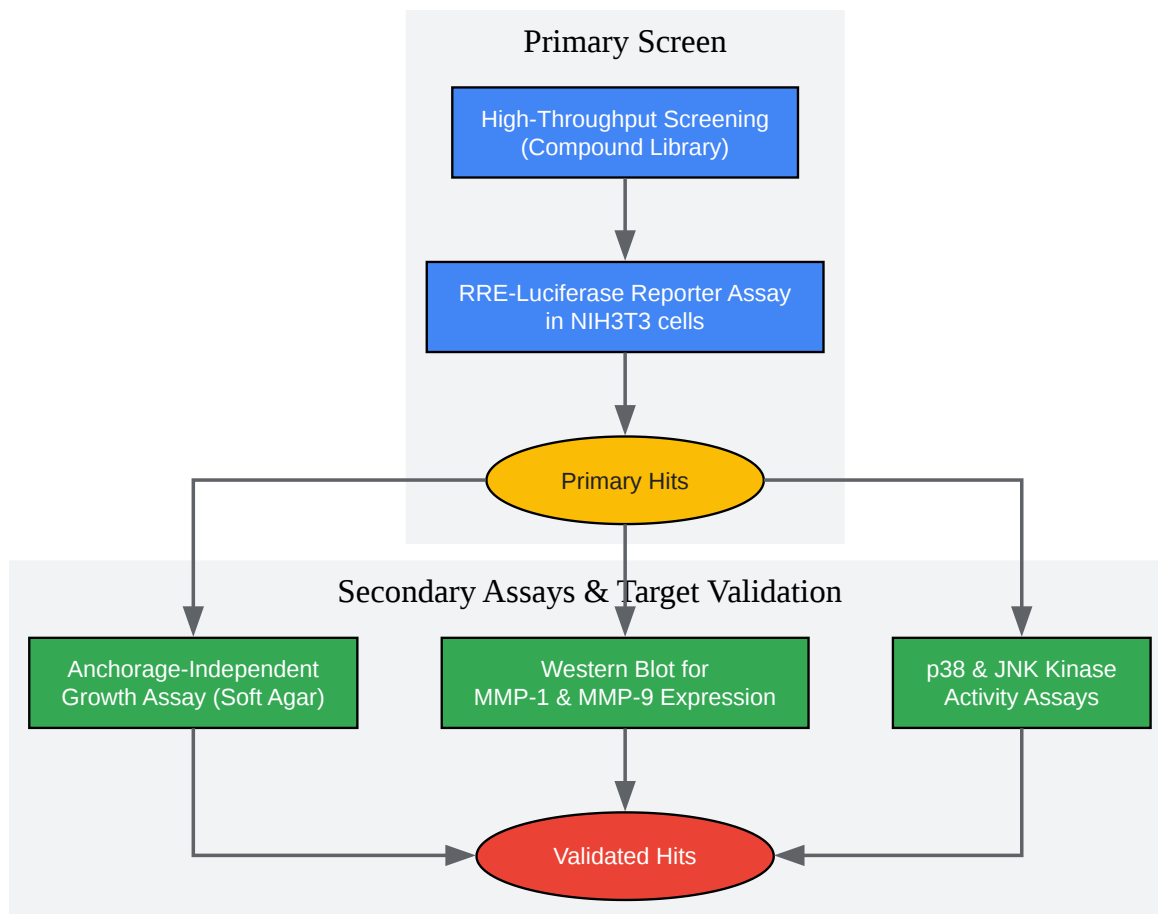 Primary Screen
High-Throughput Screening
(Compound Library)
RRE-Luciferase Reporter Assay
in NIH3T3 cells
Primary Hits
Secondary Assays & Target Validation
Anchorage-Independent
Growth Assay (Soft Agar)
Western Blot for
MMP-1 & MMP-9 Expression
p38 & JNK Kinase
Activity Assays
Validated Hits